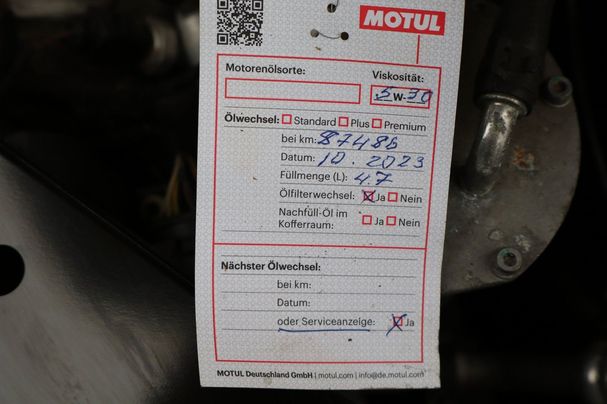 MOTUL
Motorenölsorte: Viskosität:
5W-30
Ölwechsel: Standard Plus Premium
bei km: 87486
Datum: 10. 2023
Füllmenge (L): 4.7
Ölfilterwechsel: Ja Nein
Nachfüll-Öl im
Kofferraum: Ja Nein
Nächster Ölwechsel:
bei km:
Datum:
oder Serviceanzeige: Ja
MOTUL Deutschland GmbH | motul.com | info@de.motul.com